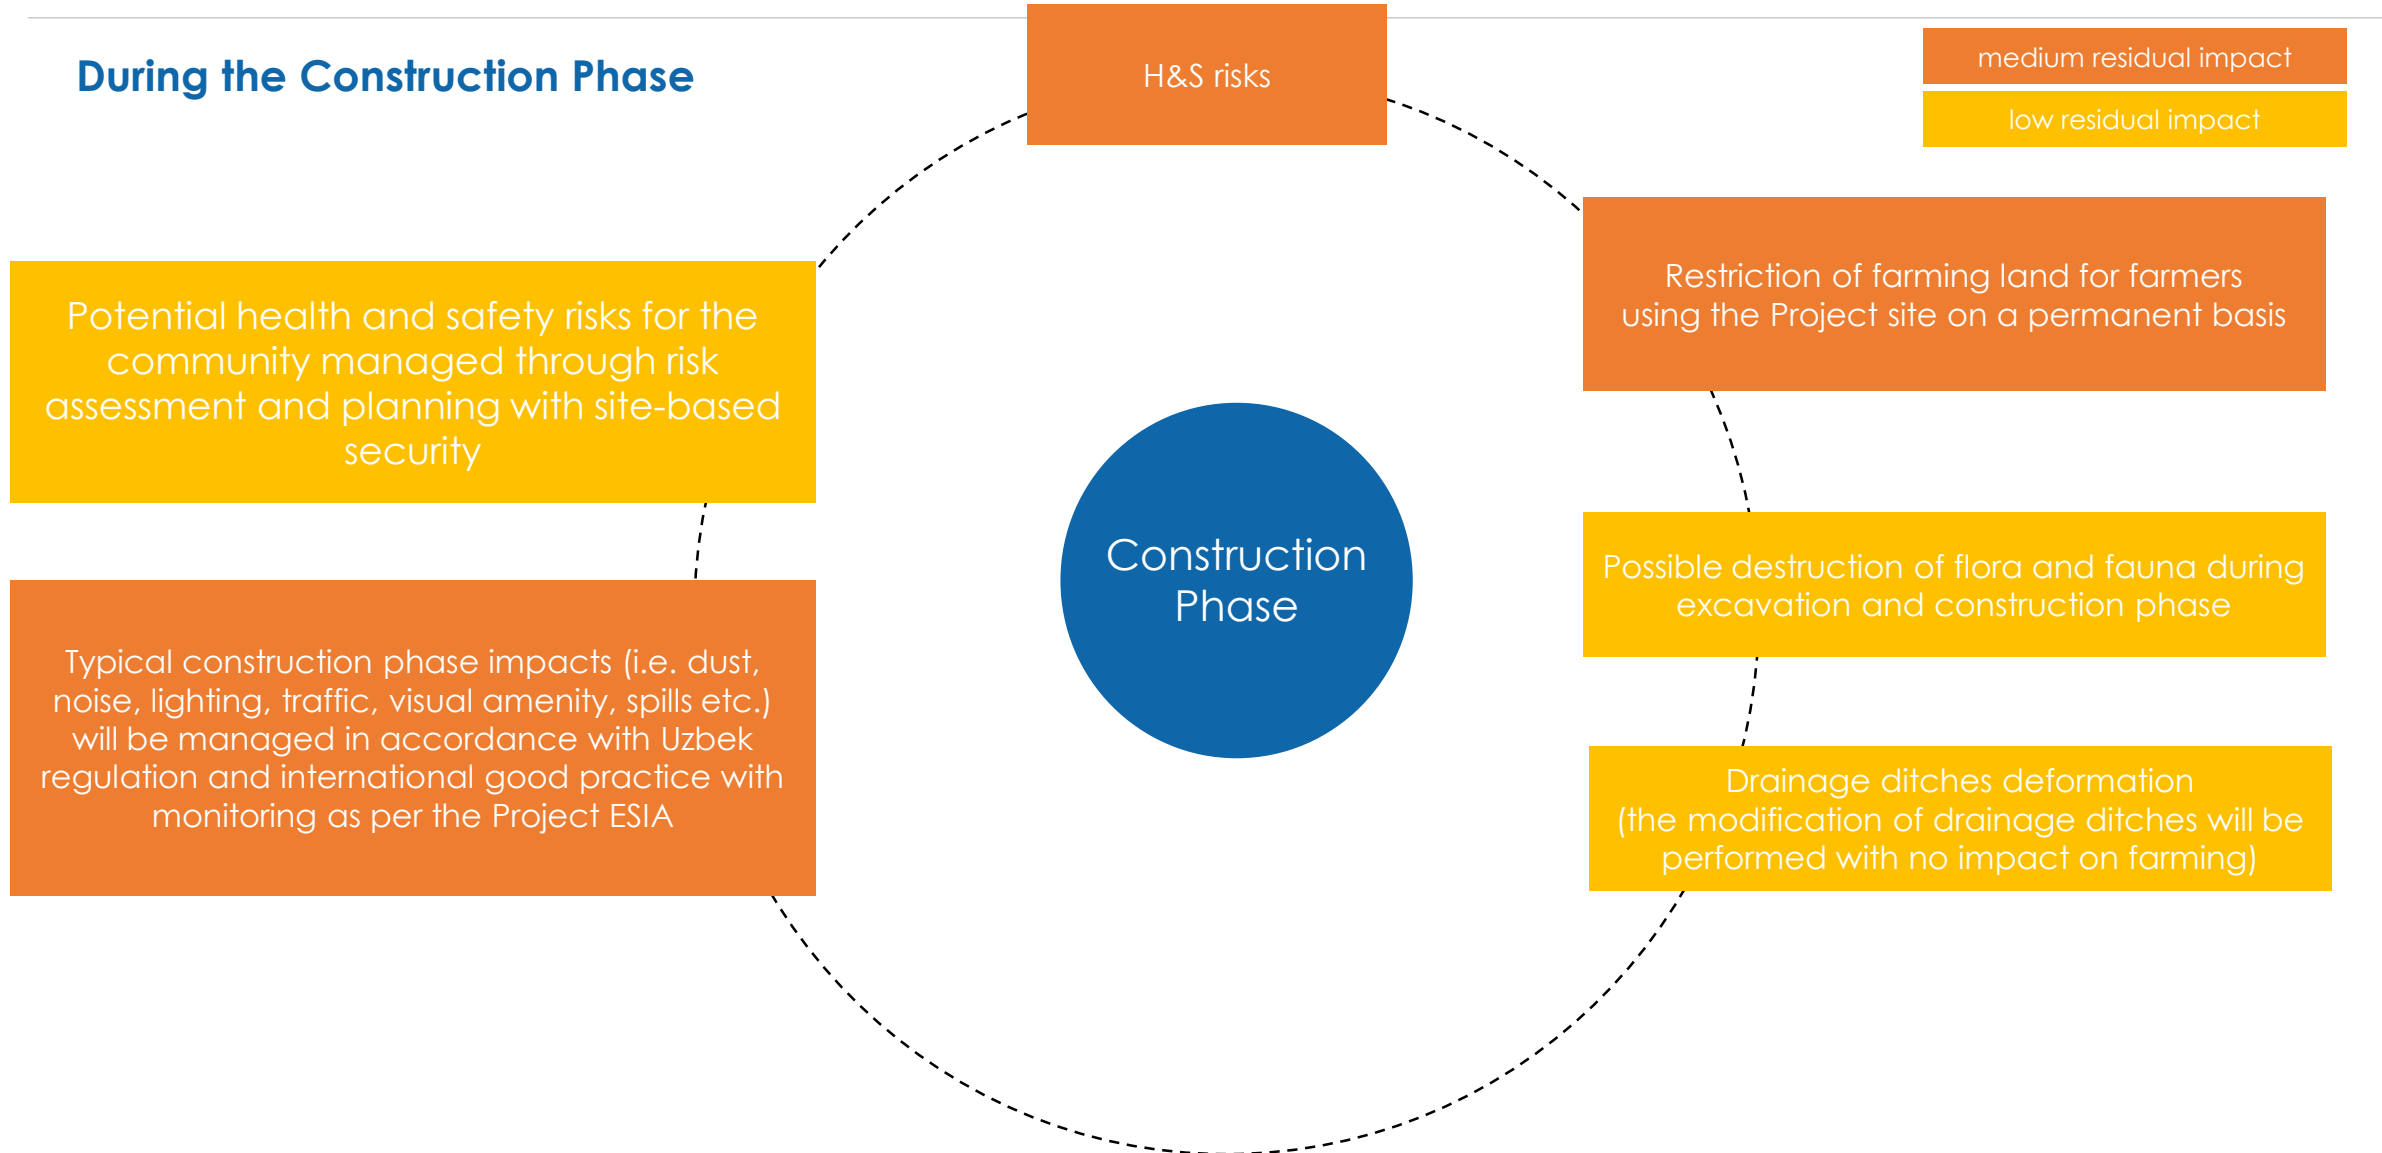 During the Construction Phase
H&S risks
medium residual impact
low residual impact
Potential health and safety risks for the
community managed through risk
assessment and planning with site-based
security
Restriction of farming land for farmers
using the Project site on a permanent basis
Construction
Phase
Possible destruction of flora and fauna during
excavation and construction phase
Typical construction phase impacts (i.e. dust,
noise, lighting, traffic, visual amenity, spills etc.)
will be managed in accordance with Uzbek
regulation and international good practice with
monitoring as per the Project ESIA
Drainage ditches deformation
(the modification of drainage ditches will be
performed with no impact on farming)